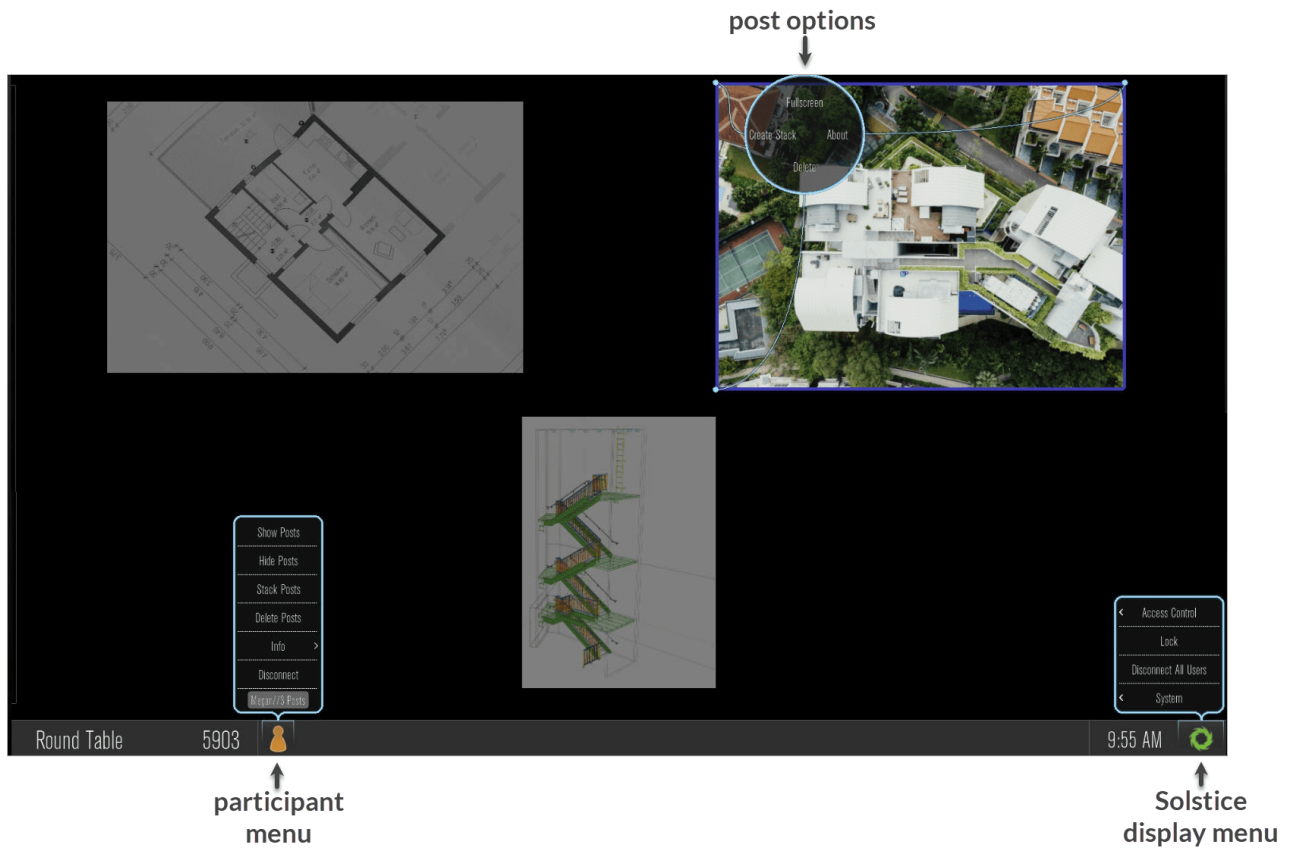 post options
Fullscreen
Create Stack
About
Delete
Show Posts
Hide Posts
Stack Posts
Delete Posts
Info >
Disconnect
Megan//3 Posts
< Access Control
Lock
Disconnect All Users
< System
Round Table
5903
9:55 AM
participant
menu
Solstice
display menu